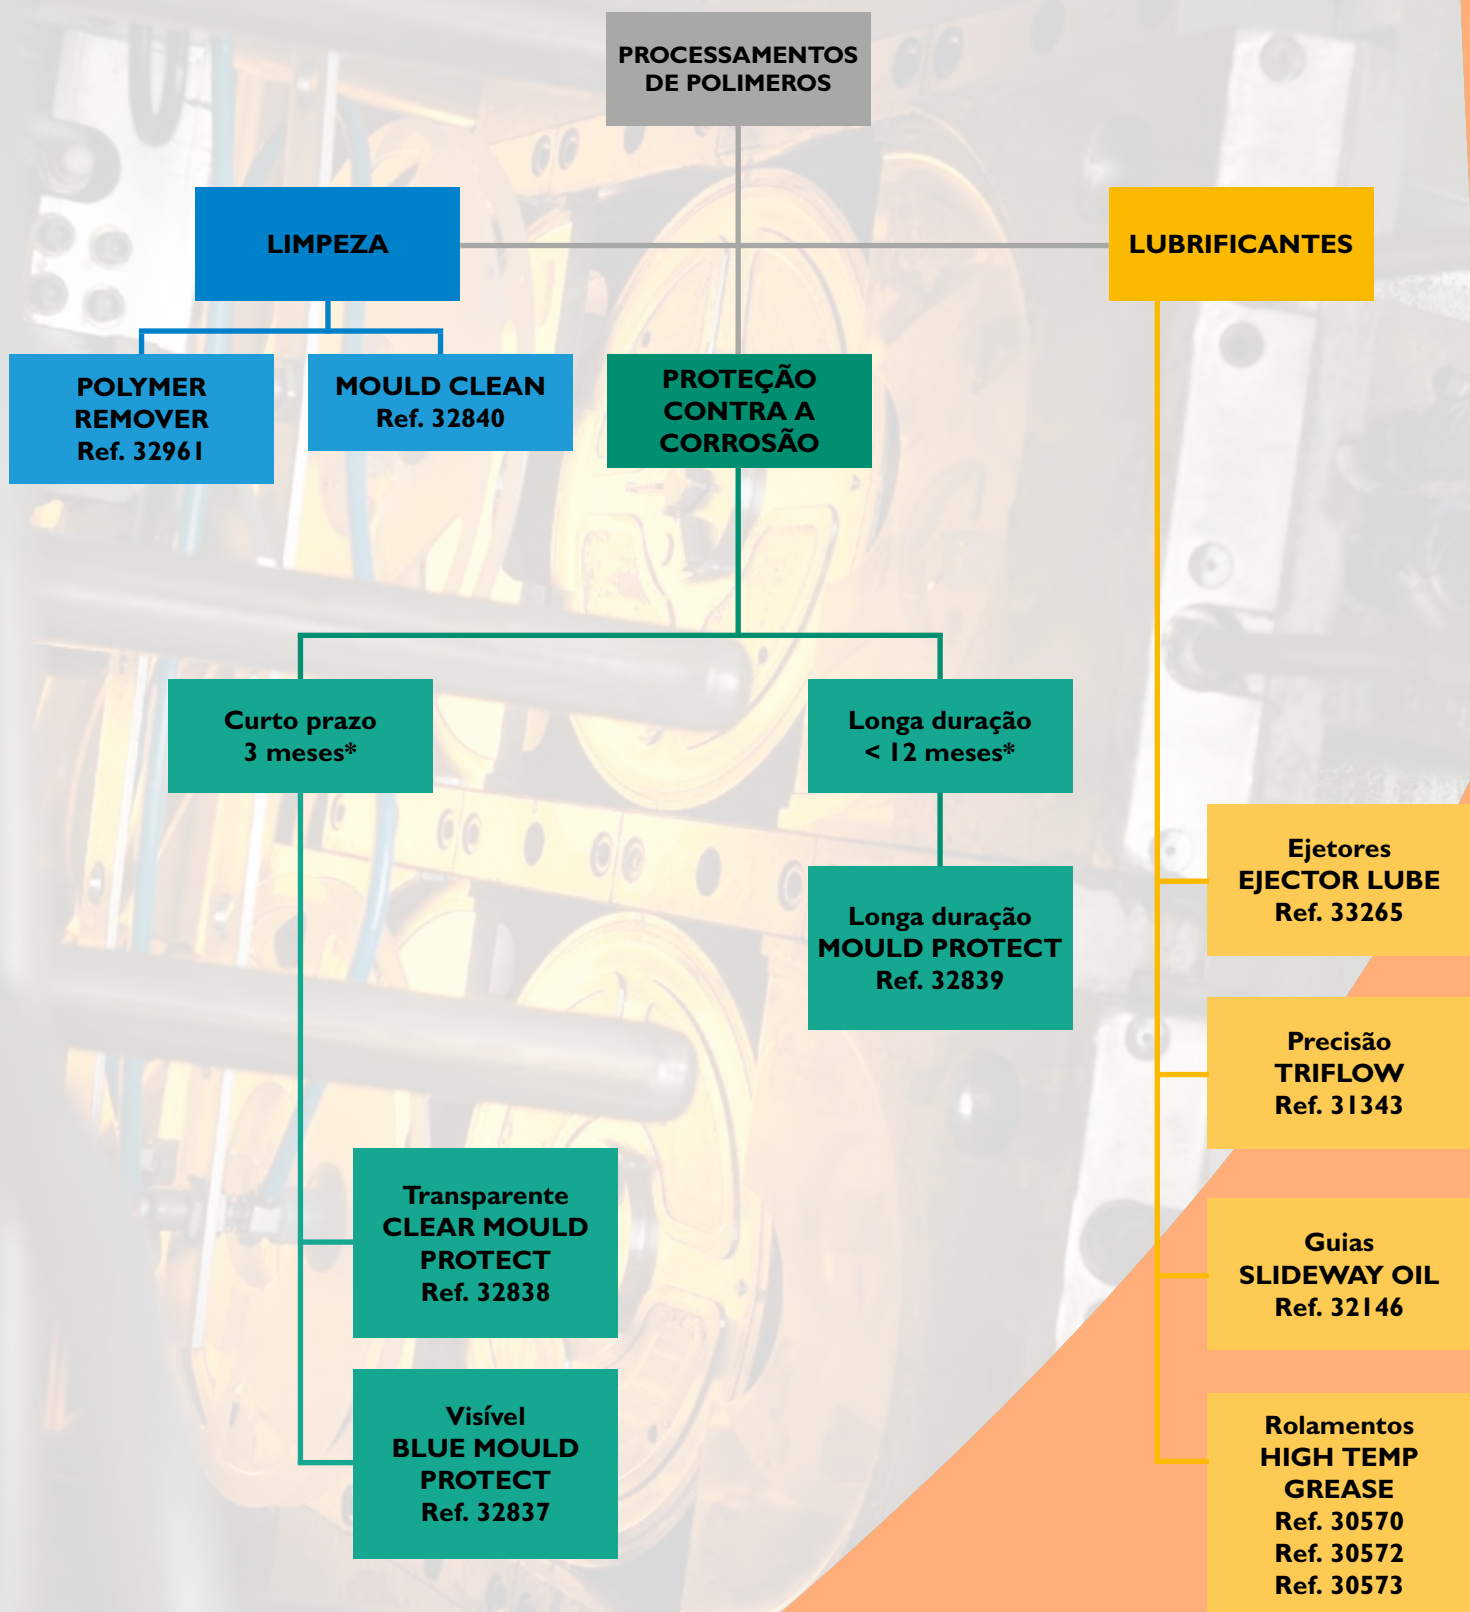 PROCESSAMENTOS
DE POLIMEROS
LIMPEZA
LUBRIFICANTES
POLYMER
REMOVER
Ref. 32961
MOULD CLEAN
Ref. 32840
PROTEÇÃO
CONTRA A
CORROSÃO
Curto prazo
3 meses*
Longa duração
< 12 meses*
Longa duração
MOULD PROTECT
Ref. 32839
Transparente
CLEAR MOULD
PROTECT
Ref. 32838
Visível
BLUE MOULD
PROTECT
Ref. 32837
Ejetores
EJECTOR LUBE
Ref. 33265
Precisão
TRIFLOW
Ref. 31343
Guias
SLIDEWAY OIL
Ref. 32146
Rolamentos
HIGH TEMP
GREASE
Ref. 30570
Ref. 30572
Ref. 30573